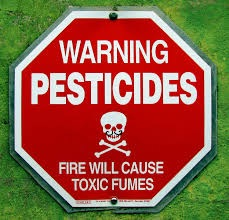 WARNING
PESTICIDES
FIRE WILL CAUSE
TOXIC FUMES